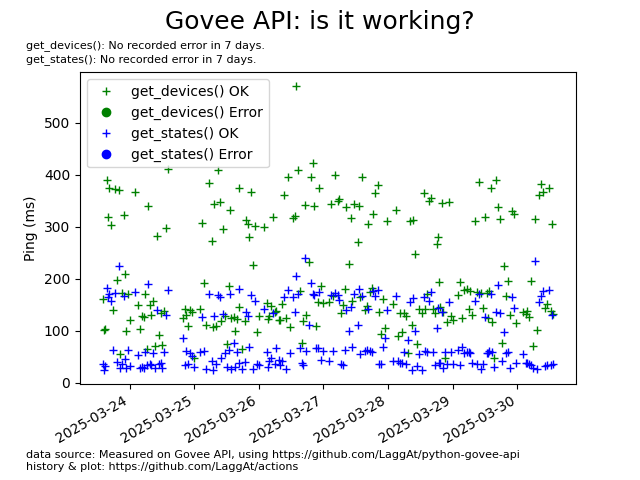 Govee API: is it working?
get_devices(): No recorded error in 7 days.
get_states(): No recorded error in 7 days.
get_devices() OK
get_devices() Error
get_states() OK
get_states() Error
Ping (ms)
500
400
300
200
100
0
2025-03-24
2025-03-25
2025-03-26
2025-03-27
2025-03-28
2025-03-29
2025-03-30
data source: Measured on Govee API, using https://github.com/LaggAt/python-govee-api
history & plot: https://github.com/LaggAt/actions